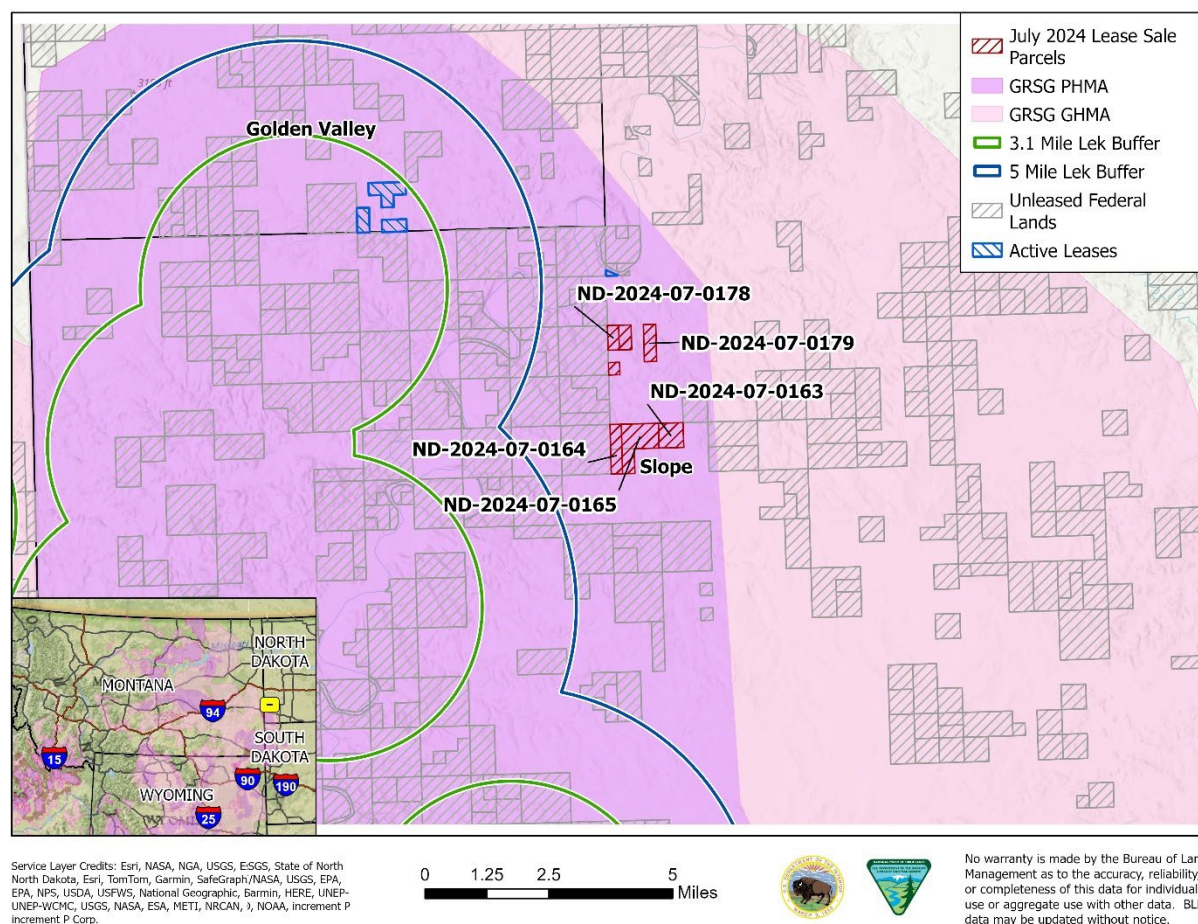 July 2024 Lease Sale
Parcels
GRSG PHMA
GRSG GHMA
3.1 Mile Lek Buffer
5 Mile Lek Buffer
Unleased Federal
Lands
Active Leases
Golden Valley
ND-2024-07-0178
ND-2024-07-0179
ND-2024-07-0163
ND-2024-07-0164
Slope
ND-2024-07-0165
NORTH
DAKOTA
MONTANA
94
SOUTH
DAKOTA
15
90
190
WYOMING
25
Service Layer Credits: Esri, NASA, NGA, USGS, E:SGS, State of North
North Dakota, Esri, TomTom, Garmin, SafeGraph/NASA, USGS, EPA,
EPA, NPS, USDA, USFWS, National Geographic, Garmin, HERE, UNEP-
UNEP-WCMC, USGS, NASA, ESA, METI, NRCAN, NOAA, increment P
increment P Corp.
0 1.25 2.5 5
Miles
No warranty is made by the Bureau of Lan
Management as to the accuracy, reliability,
or completeness of this data for individual
use or aggregate use with other data. BL
data may be updated without notice.